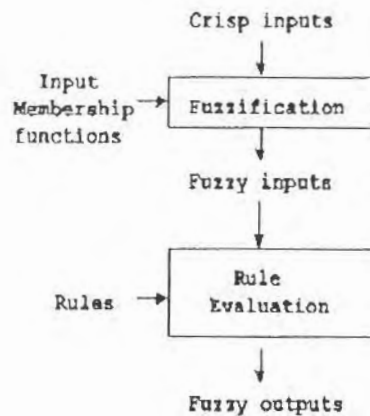 Crisp inputs
Input
Membership
functions
Fuzzification
Fuzzy inputs
Rules
Rule
Evaluation
Fuzzy outputs